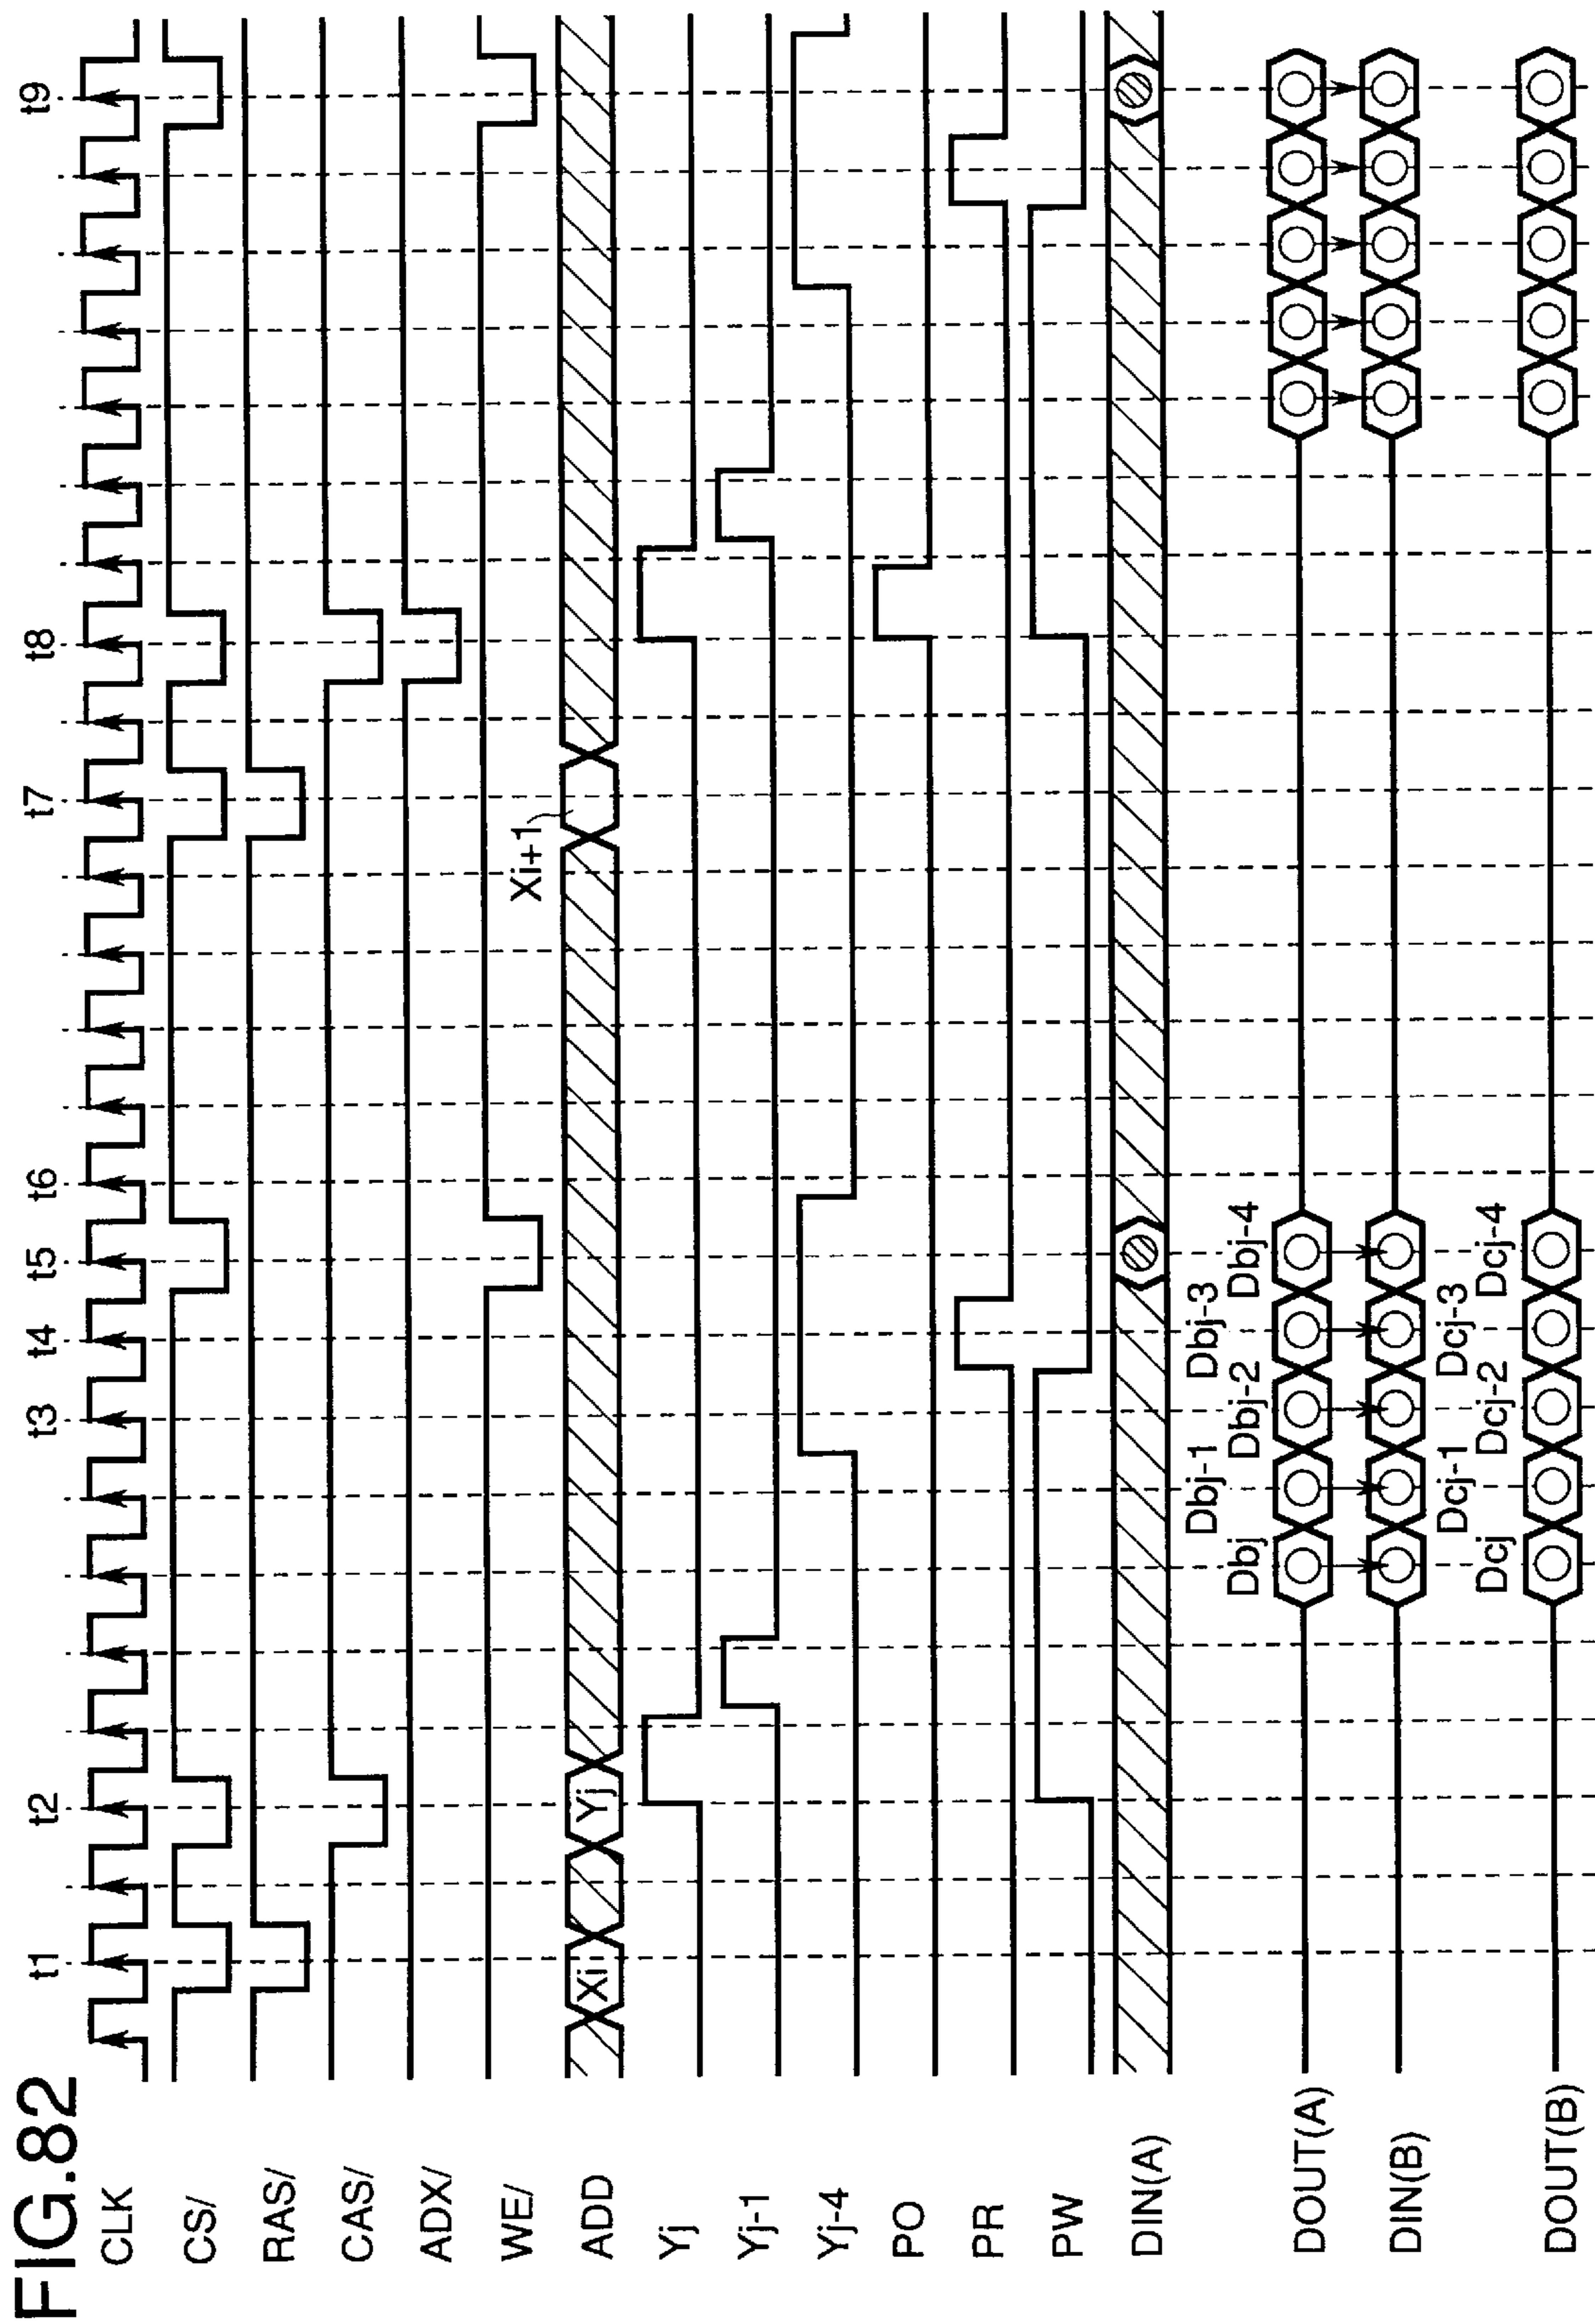 FIG.82
t1 t2 t3 t4 t5 t6 t7 t8 t9
CLK
CS/
RAS/
CAS/
ADX/
WE/
ADD
Xi Yj Xi+1
Yj
Yj-1
Yj-4
PO
PR
PW
DIN(A)
Dbj-1 Dbj-3
Dbj Dbj-2 Dbj-4
DOUT(A)
DIN(B)
Dcj-1 Dcj-3
Dcj Dcj-2 Dcj-4
DOUT(B)